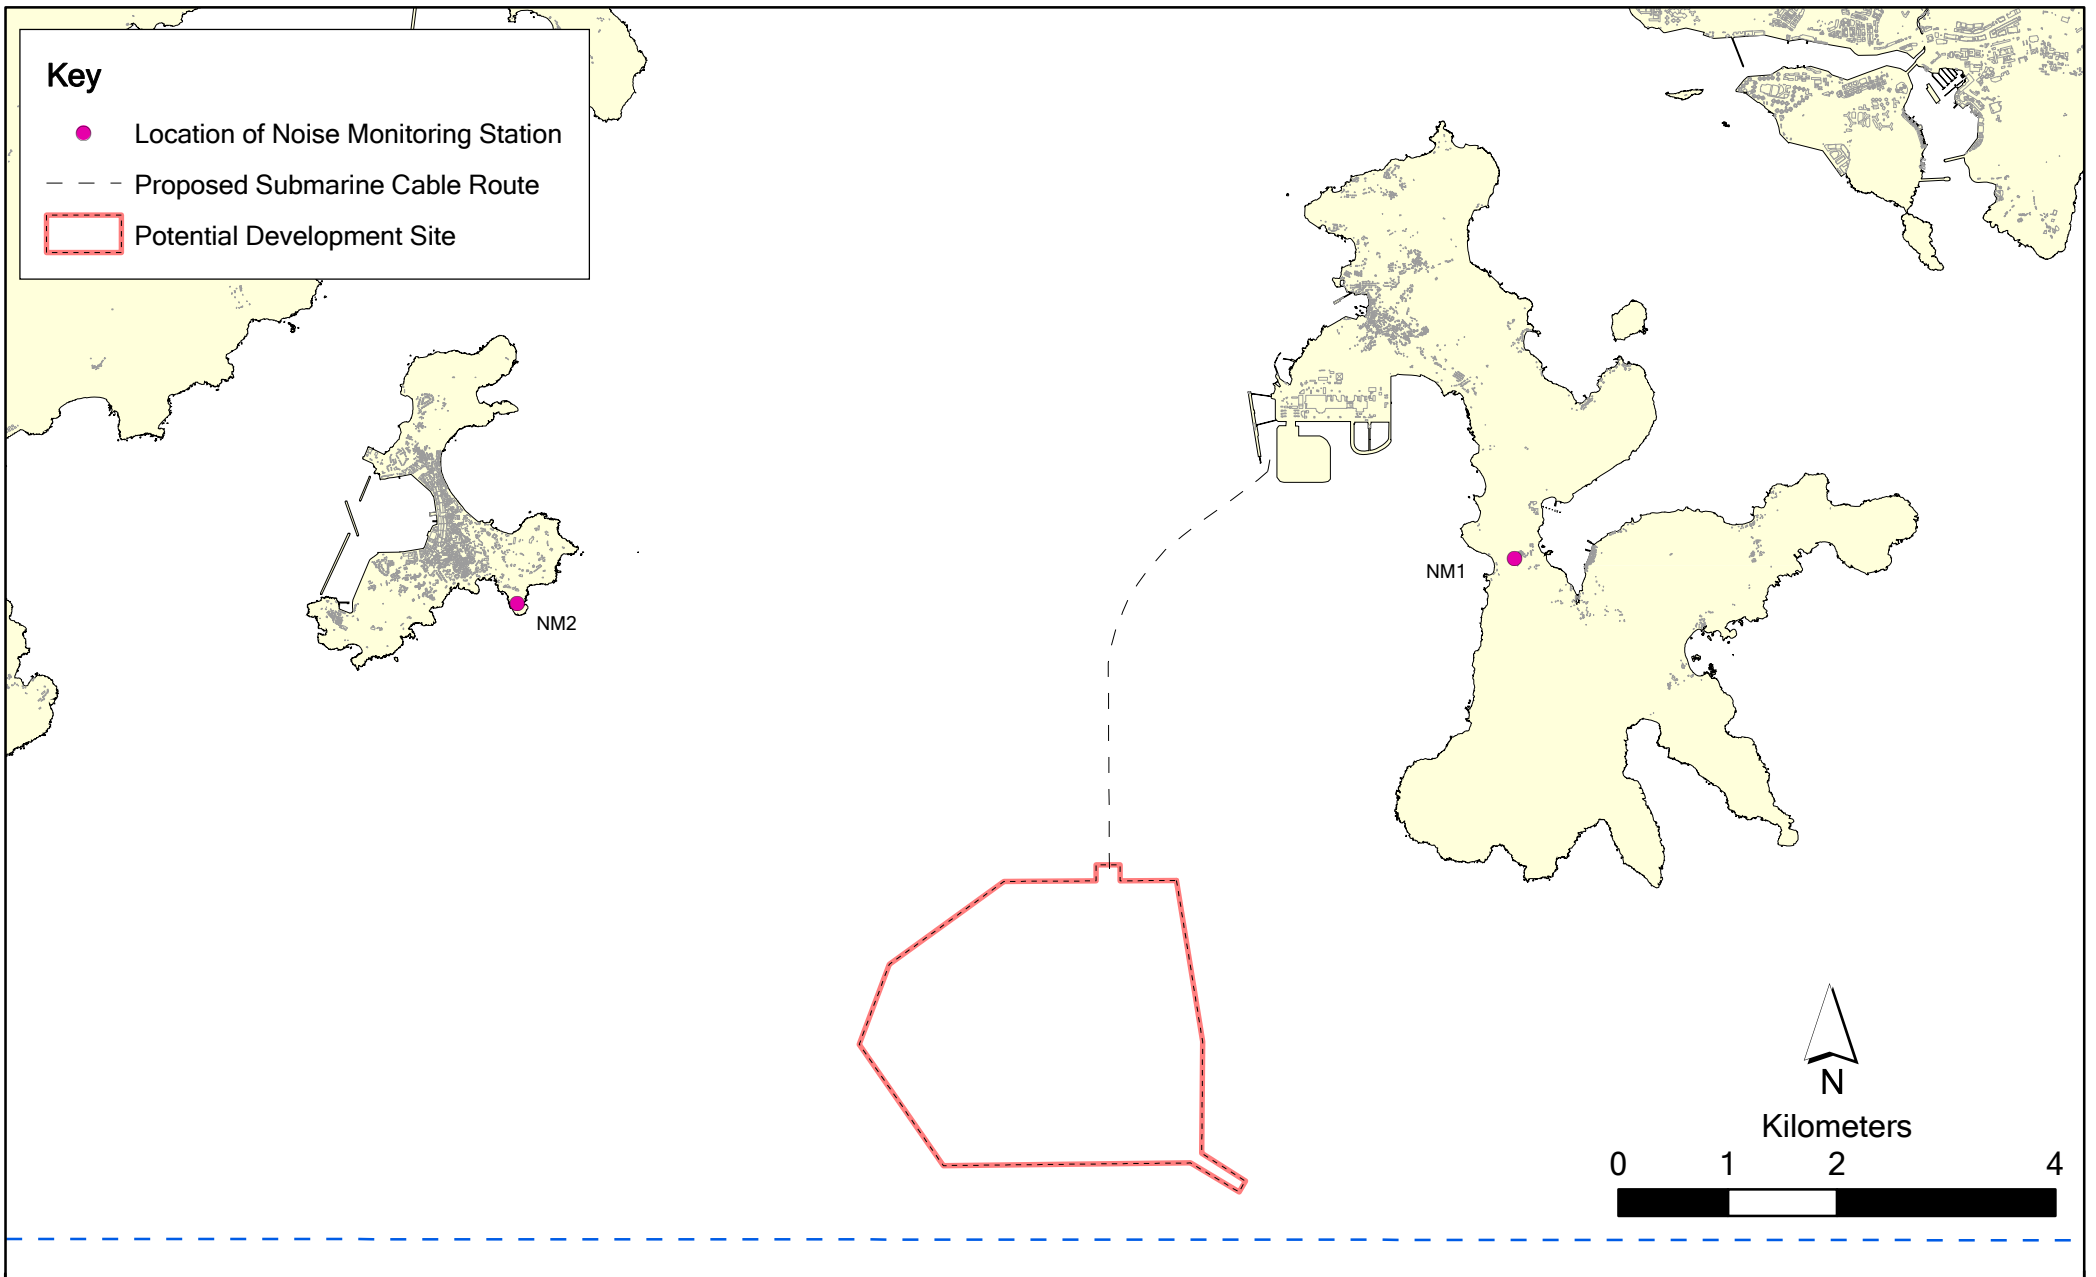 Key
Location of Noise Monitoring Station
Proposed Submarine Cable Route
Potential Development Site
NM1
NM2
N
Kilometers
0 1 2 4